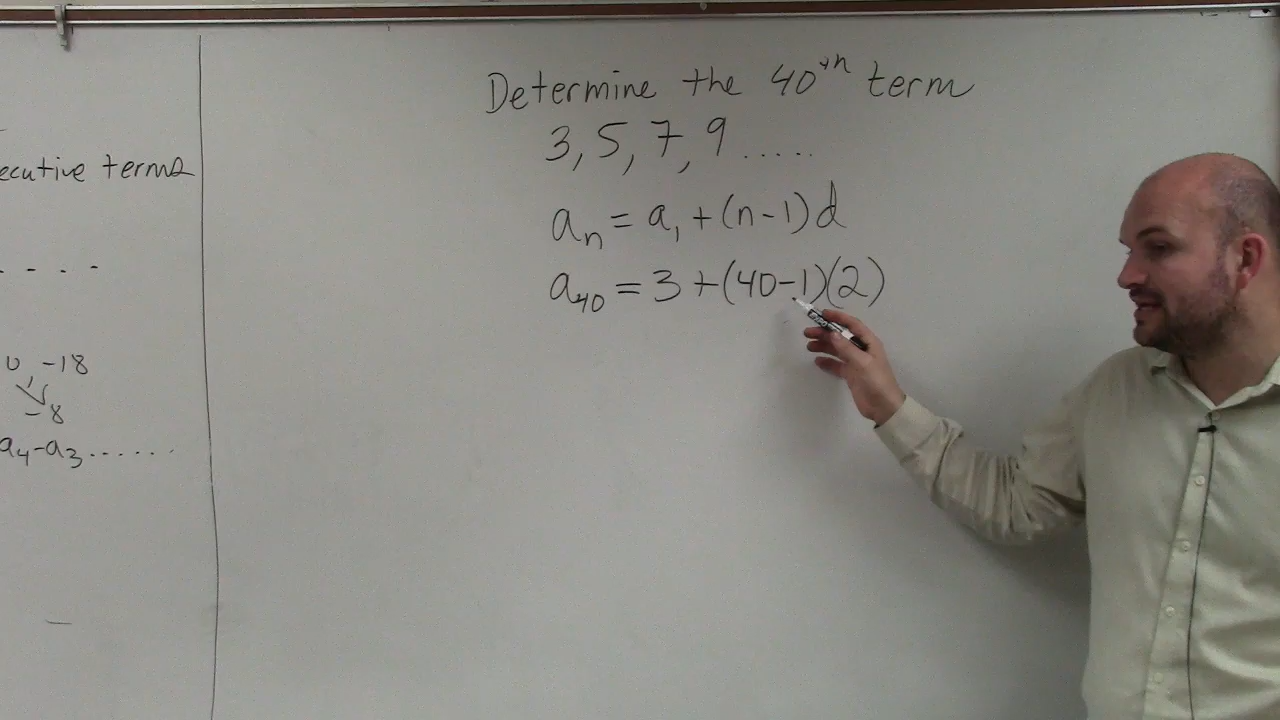 terms
- - - -
, -18
-8
a₄-a₃......
Determine the 40ᵗʰ term
3, 5, 7, 9.....
aₙ = a₁ + (n-1)d
a₄₀ = 3 + (40-1)(2)
EXPO